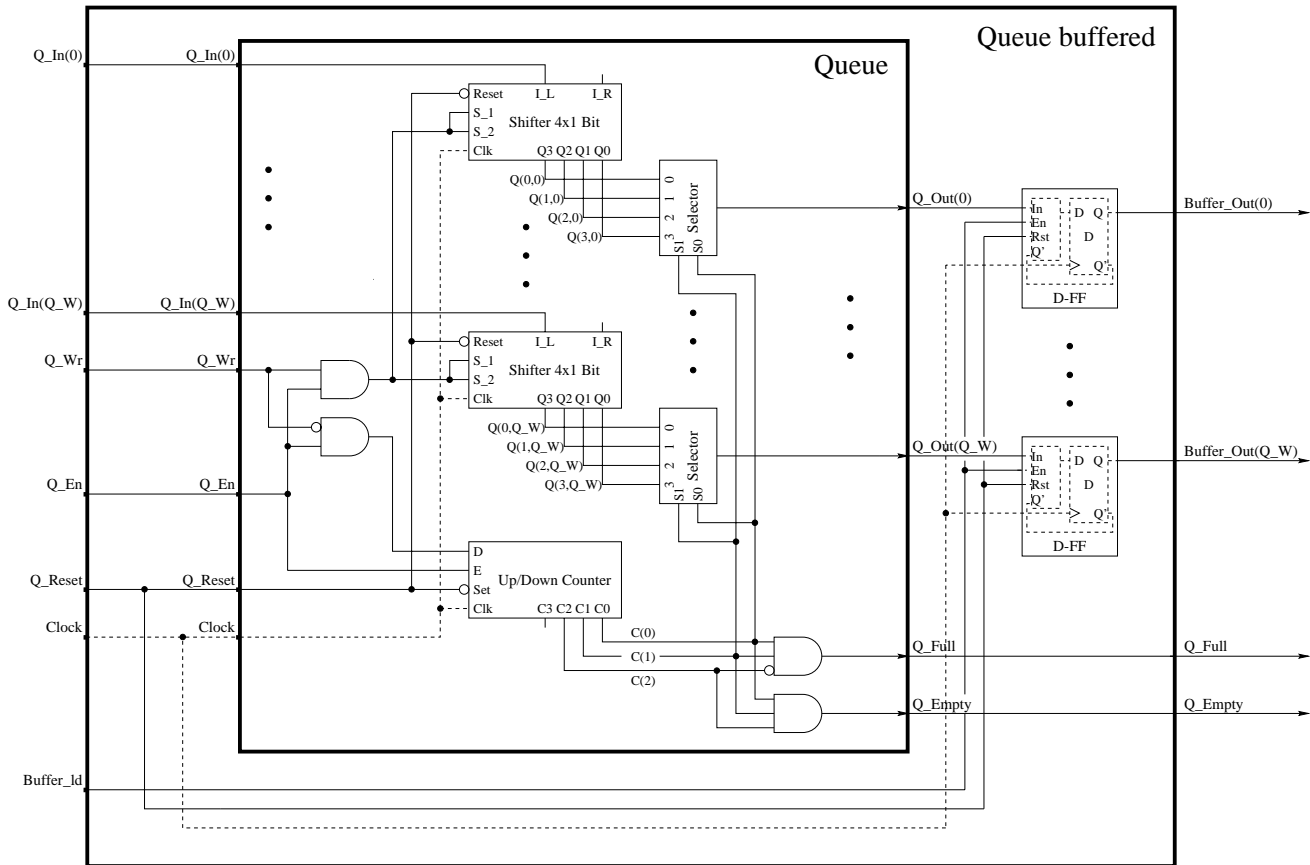 Queue buffered
Q_In(0)
Q_In(0)
Queue
Reset
I_L
I_R
S_1
Shifter 4x1 Bit
S_2
Clk
Q3 Q2 Q1 Q0
Q(0,0)
Q(1,0)
Q(2,0)
Q(3,0)
0
1
2
3
Selector
S1
S0
Q_Out(0)
In
En
Rst
Q'
D
Q
D
Q'
D-FF
Buffer_Out(0)
Q_In(Q_W)
Q_In(Q_W)
Q_Wr
Q_Wr
Reset
I_L
I_R
S_1
Shifter 4x1 Bit
S_2
Clk
Q3 Q2 Q1 Q0
Q(0,Q_W)
Q(1,Q_W)
Q(2,Q_W)
Q(3,Q_W)
0
1
2
3
Selector
S1
S0
Q_Out(Q_W)
In
En
Rst
Q'
D
Q
D
Q'
D-FF
Buffer_Out(Q_W)
Q_En
Q_En
D
E
Up/Down Counter
Set
Clk
C3 C2 C1 C0
Q_Reset
Q_Reset
Clock
Clock
C(0)
C(1)
C(2)
Q_Full
Q_Full
Q_Empty
Q_Empty
Buffer_ld